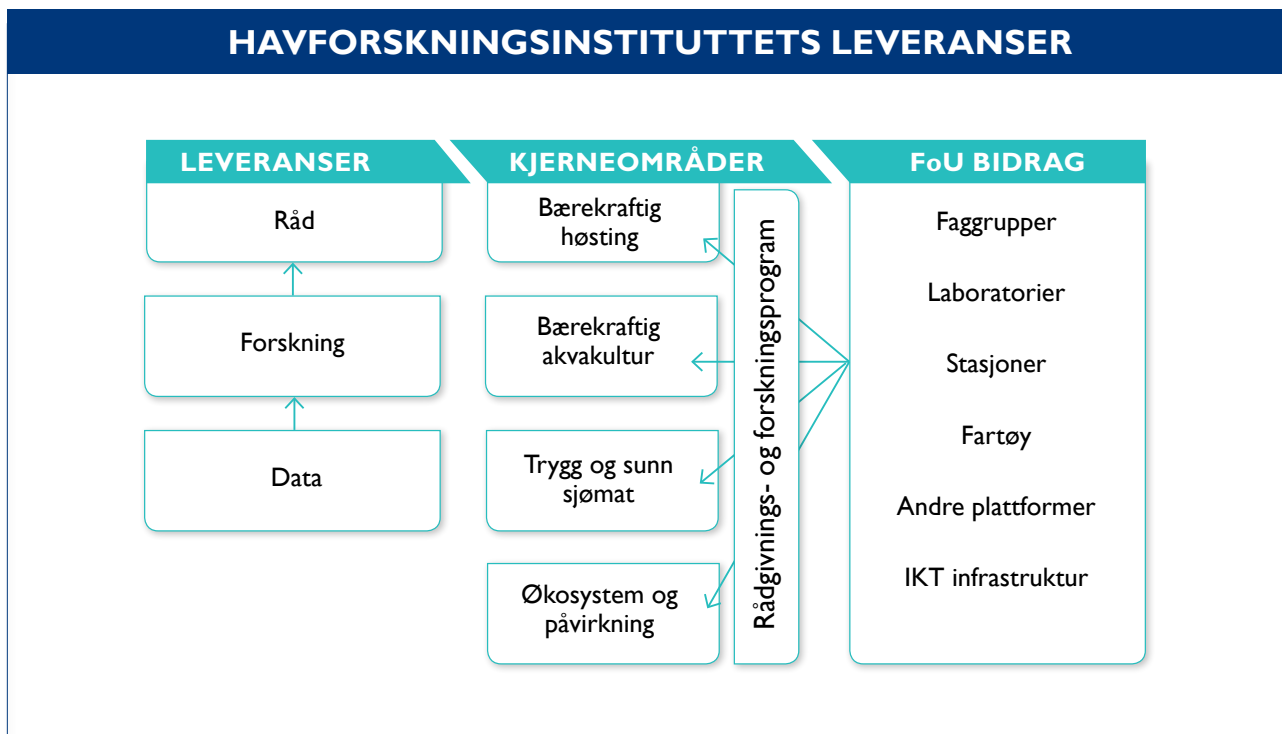 HAVFORSKNINGSINSTITUTTETS LEVERANSER
LEVERANSER
Råd
Forskning
Data
KJERNEOMRÅDER
Bærekraftig
høsting
Bærekraftig
akvakultur
Trygg og sunn
sjømat
Økosystem og
påvirkning
Rådgivnings- og forskningsprogram
FoU BIDRAG
Faggrupper
Laboratorier
Stasjoner
Fartøy
Andre plattformer
IKT infrastruktur